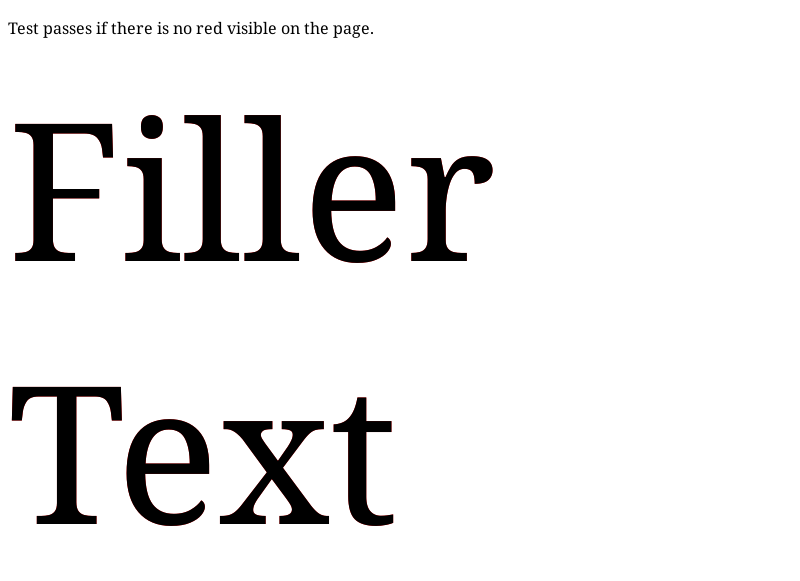 Test passes if there is no red visible on the page.
Filler
Text